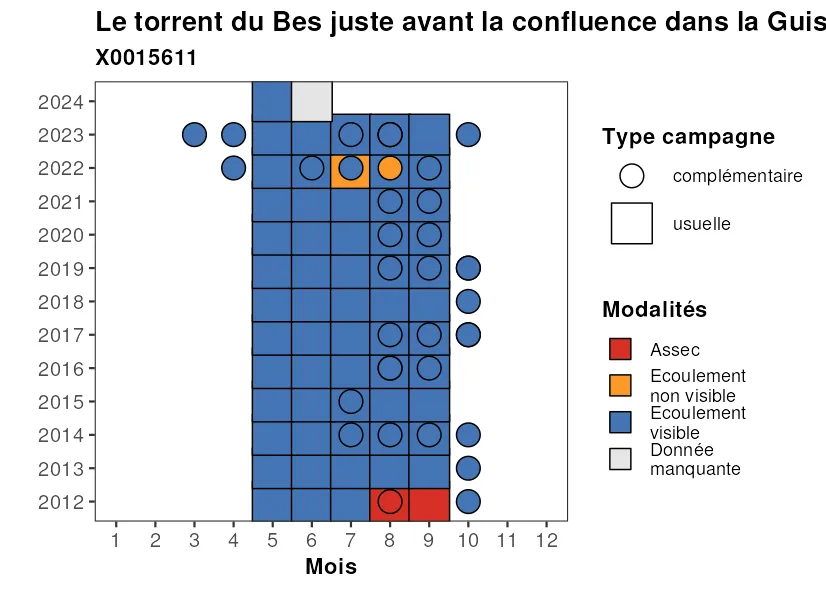 Le torrent du Bes juste avant la confluence dans la Guis
X0015611
2024
2023
2022
2021
2020
2019
2018
2017
2016
2015
2014
2013
2012
1 2 3 4 5 6 7 8 9 10 11 12
Mois
Type campagne
complémentaire
usuelle
Modalités
Assec
Ecoulement
non visible
Ecoulement
visible
Donnée
manquante